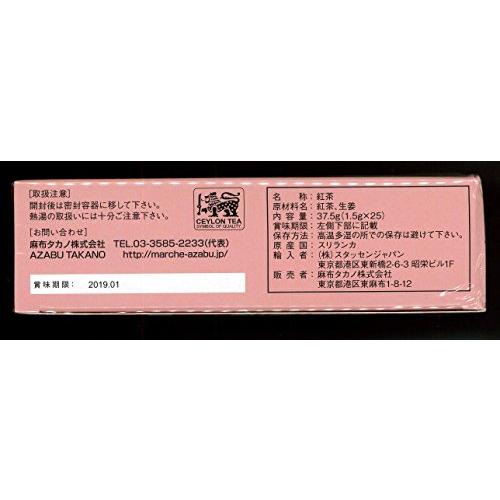 [取扱注意]
開封後は密封容器に移して下さい。
熱湯の取扱いには十分ご注意下さい。
[お問い合わせ]
麻布タカノ株式会社 TEL.03-3585-2233(代表)
AZABU TAKANO http://marche-azabu.jp/
賞味期限: 2019.01
CEYLON TEA
SYMBOL OF QUALITY
名 称: 紅茶
原材料名: 紅茶、生姜
内 容 量: 37.5g(1.5g×25)
賞味期限: 左側下部に記載
保存方法: 高温多湿の所での保存は避けて下さい。
原 産 国: スリランカ
輸 入 者: (株)スタッセンジャパン
東京都港区東新橋2-6-3 昭栄ビル1F
販 売 者: 麻布タカノ株式会社
東京都港区東麻布1-8-12